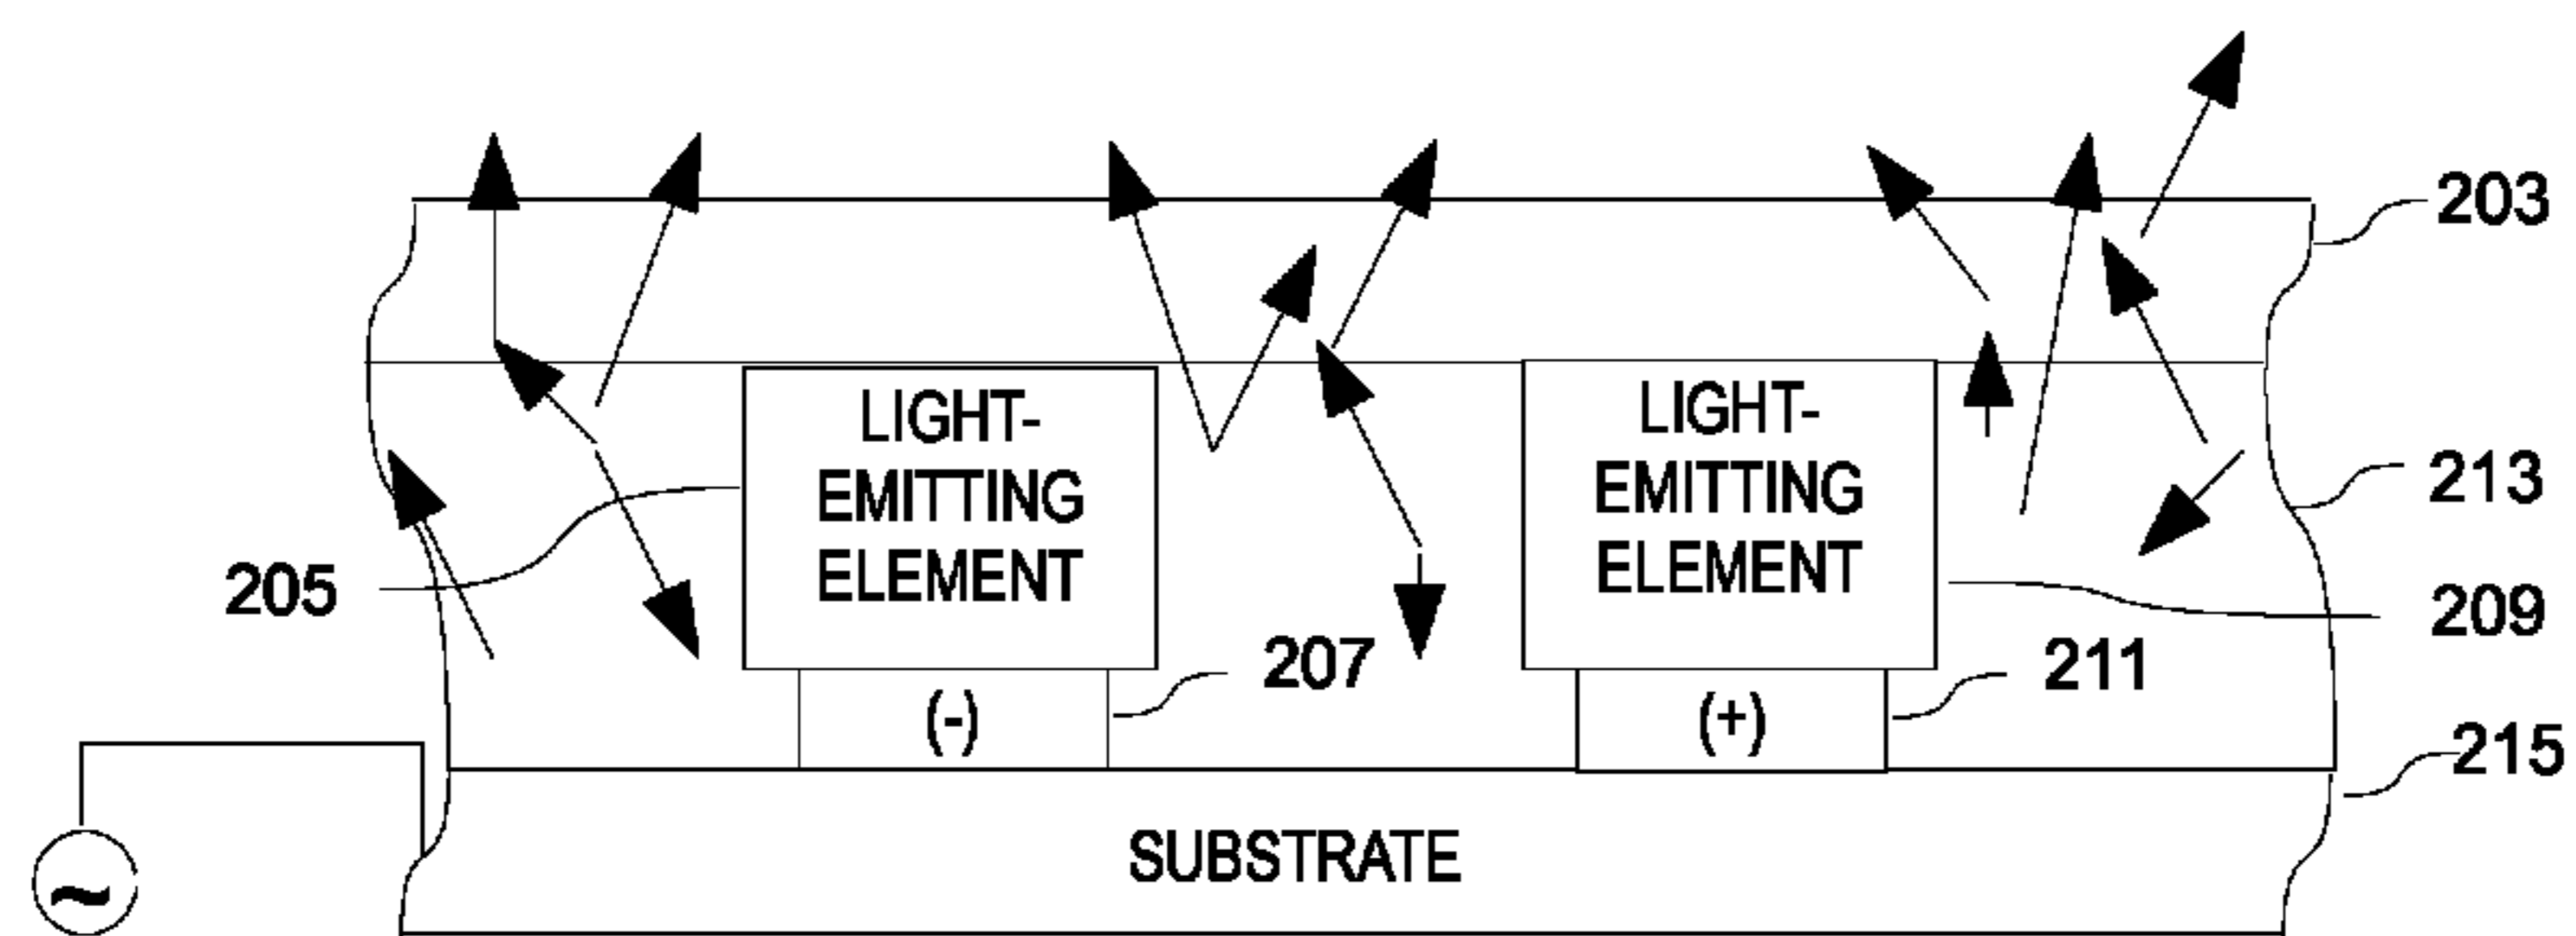 203
LIGHT-
EMITTING
ELEMENT
LIGHT-
EMITTING
ELEMENT
213
205
209
207
211
(-)
(+)
215
SUBSTRATE
~